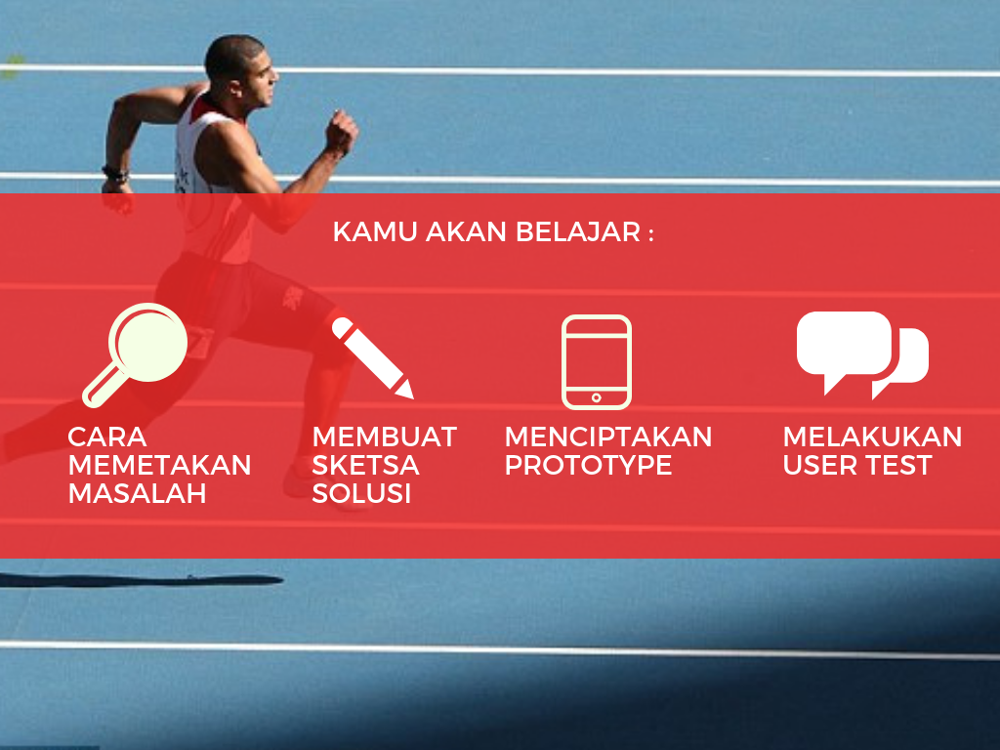 KAMU AKAN BELAJAR :
CARA
MEMETAKAN
MASALAH
MEMBUAT
SKETSA
SOLUSI
MENCIPTAKAN
PROTOTYPE
MELAKUKAN
USER TEST